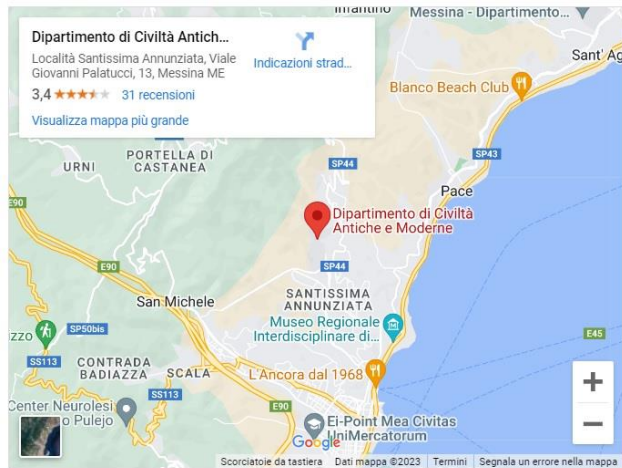 Infantino
Messina - Dipartimento...
Dipartimento di Civiltà Antich...
Località Santissima Annunziata, Viale
Giovanni Palatucci, 13, Messina ME
3,4
31 recensioni
Visualizza mappa più grande
Indicazioni strad...
Sant' Ag
Blanco Beach Club
PORTELLA DI
CASTANEA
URNI
SP44
SP43
Pace
E90
Dipartimento di Civiltà
Antiche e Moderne
E90
SP44
San Michele
SANTISSIMA
ANNUNZIATA
Museo Regionale
Interdisciplinare di...
E45
zzo
SP50bis
SS113
CONTRADA
BADIAZZA
SCALA
L'Ancora dal 1968
SS113
E90
Center Neurolesi
o Pulejo
Ei-Point Mea Civitas
UniMercatorum
Google
+
−
Scorciatoie da tastiera
Dati mappa ©2023
Termini
Segnala un errore nella mappa